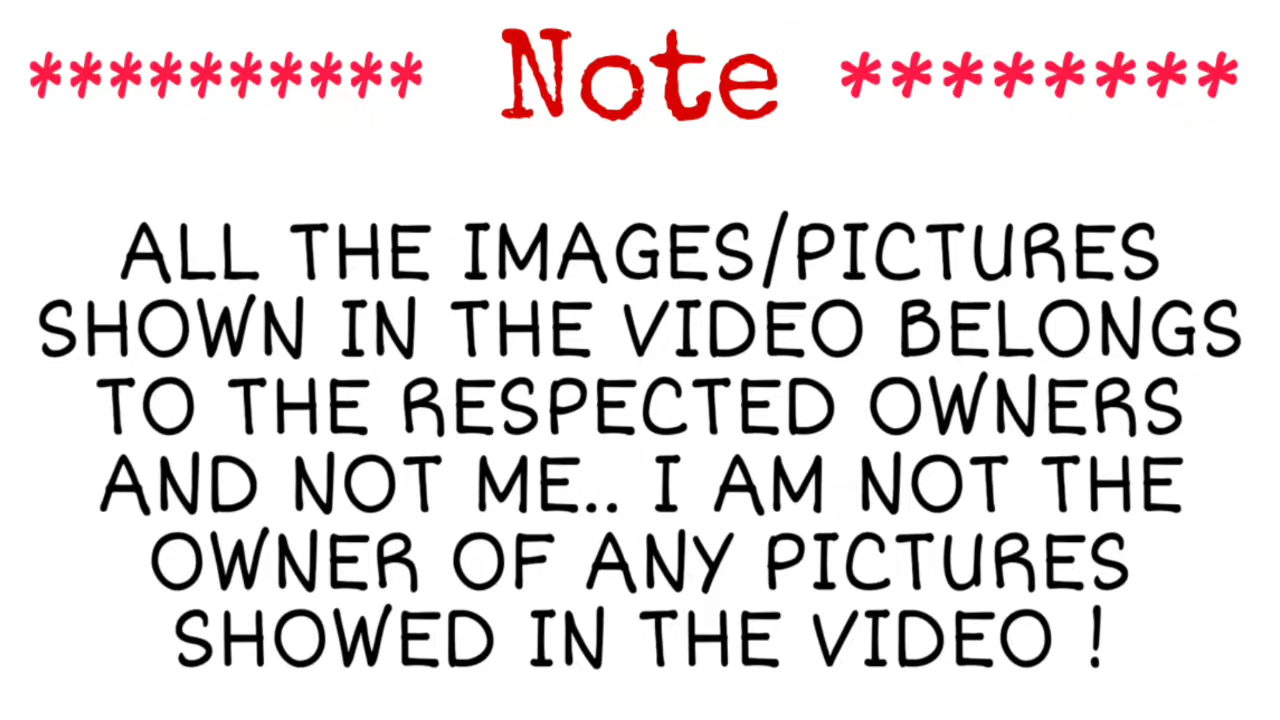 ********** Note ********
ALL THE IMAGES/PICTURES
SHOWN IN THE VIDEO BELONGS
TO THE RESPECTED OWNERS
AND NOT ME.. I AM NOT THE
OWNER OF ANY PICTURES
SHOWED IN THE VIDEO !